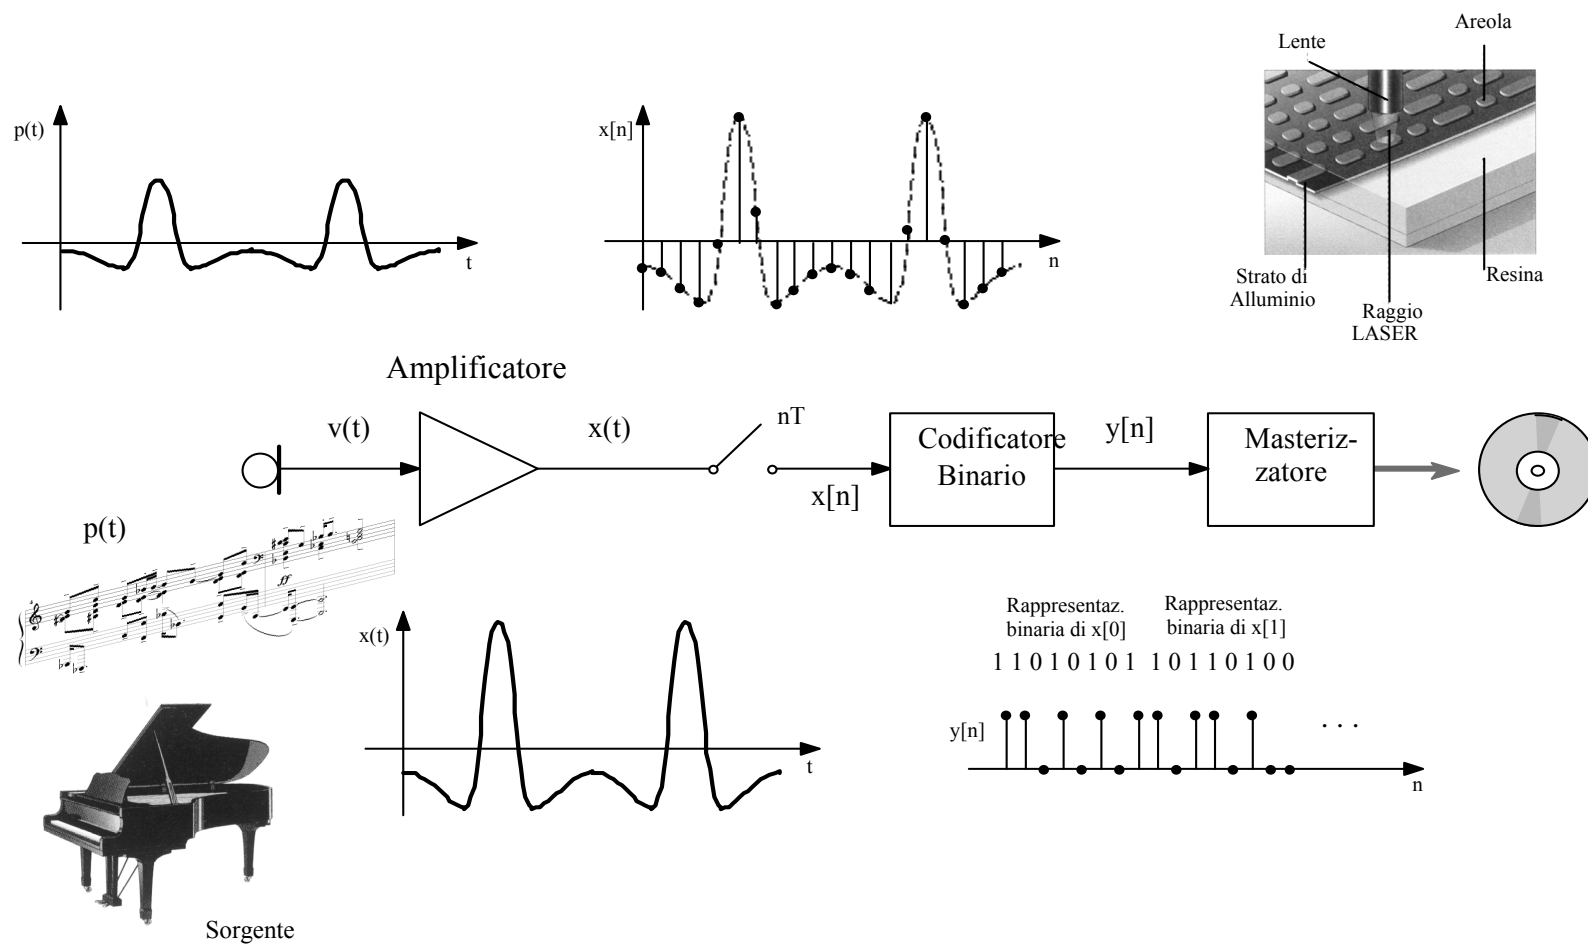 Areola
Lente
p(t)
x[n]
t
n
Strato di
Alluminio
Resina
Raggio
LASER
Amplificatore
v(t)
x(t)
nT
x[n]
Codificatore
Binario
y[n]
Masteriz-
zatore
p(t)
ff
x(t)
t
Rappresentaz.
binaria di x[0]
Rappresentaz.
binaria di x[1]
1 1 0 1 0 1 0 1
1 0 1 1 0 1 0 0
y[n]
. . .
n
Sorgente